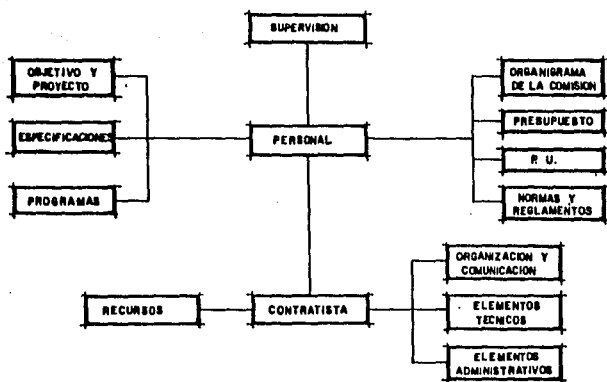 SUPERVISION
OBJETIVO Y
PROYECTO
ESPECIFICACIONES
PROGRAMAS
PERSONAL
ORGANIGRAMA
DE LA COMISION
PRESUPUESTO
P. U.
NORMAS Y
REGLAMENTOS
RECURSOS
CONTRATISTA
ORGANIZACION Y
COMUNICACION
ELEMENTOS
TECNICOS
ELEMENTOS
ADMINISTRATIVOS